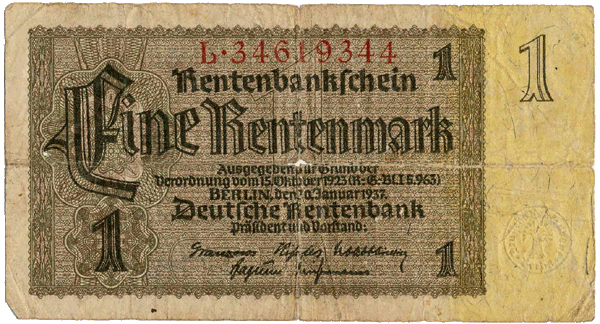 L·34619344
1
1
Rentenbankschein
Eine Rentenmark
Ausgegeben auf Grund der
Verordnung vom 15. Oktober 1923 (R-G-Bl I S. 963)
BERLIN, den 30. Januar 1937
Deutsche Rentenbank
Präsident und Vorstand:
1
1